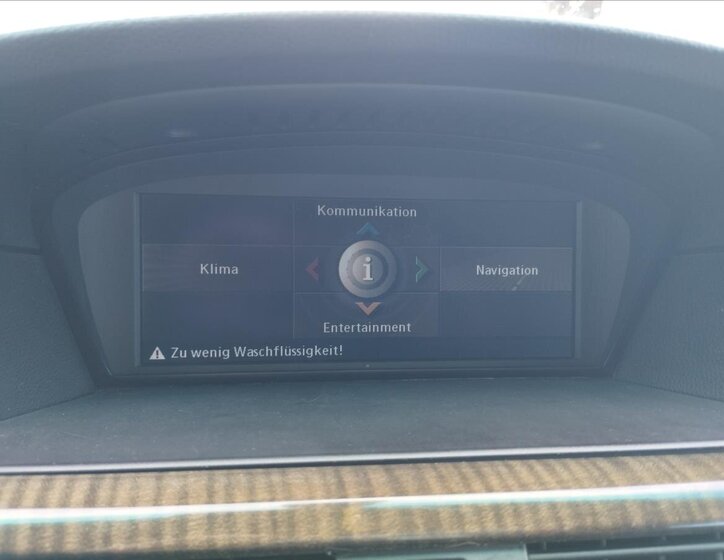 Kommunikation
Klima
i
Navigation
Entertainment
Zu wenig Waschflüssigkeit!